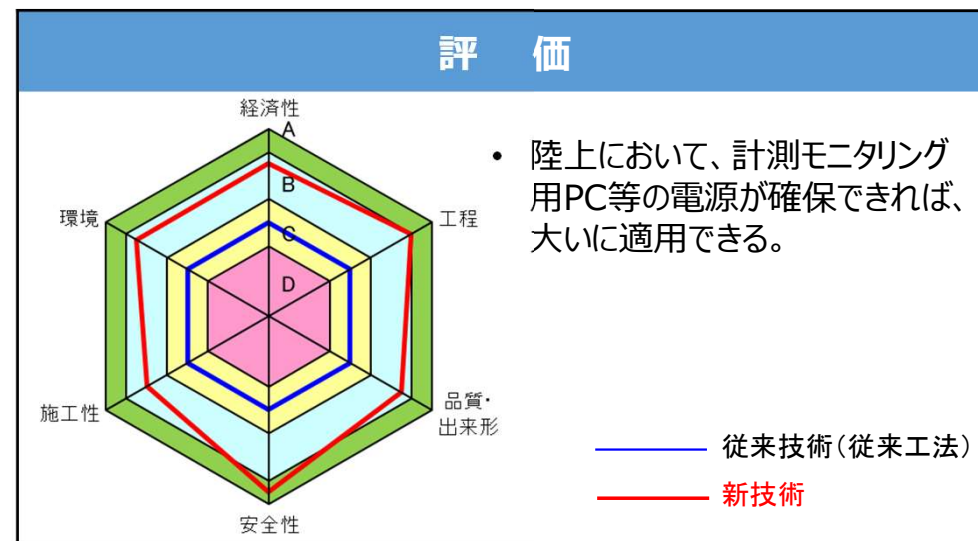 評 価
経済性
A
B
C
D
環境
工程
施工性
品質・
出来形
安全性
• 陸上において、計測モニタリング
用PC等の電源が確保できれば、
大いに適用できる。
従来技術(従来工法)
新技術